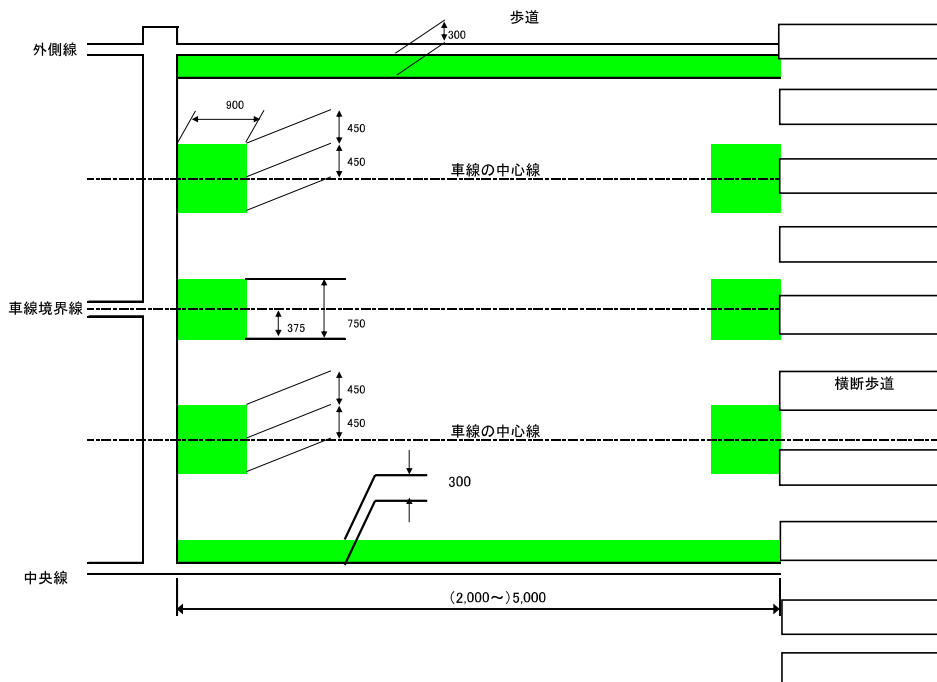 歩道
外側線
300
900
450
450
車線の中心線
車線境界線
375
750
450
横断歩道
450
車線の中心線
300
中央線
(2,000～)5,000